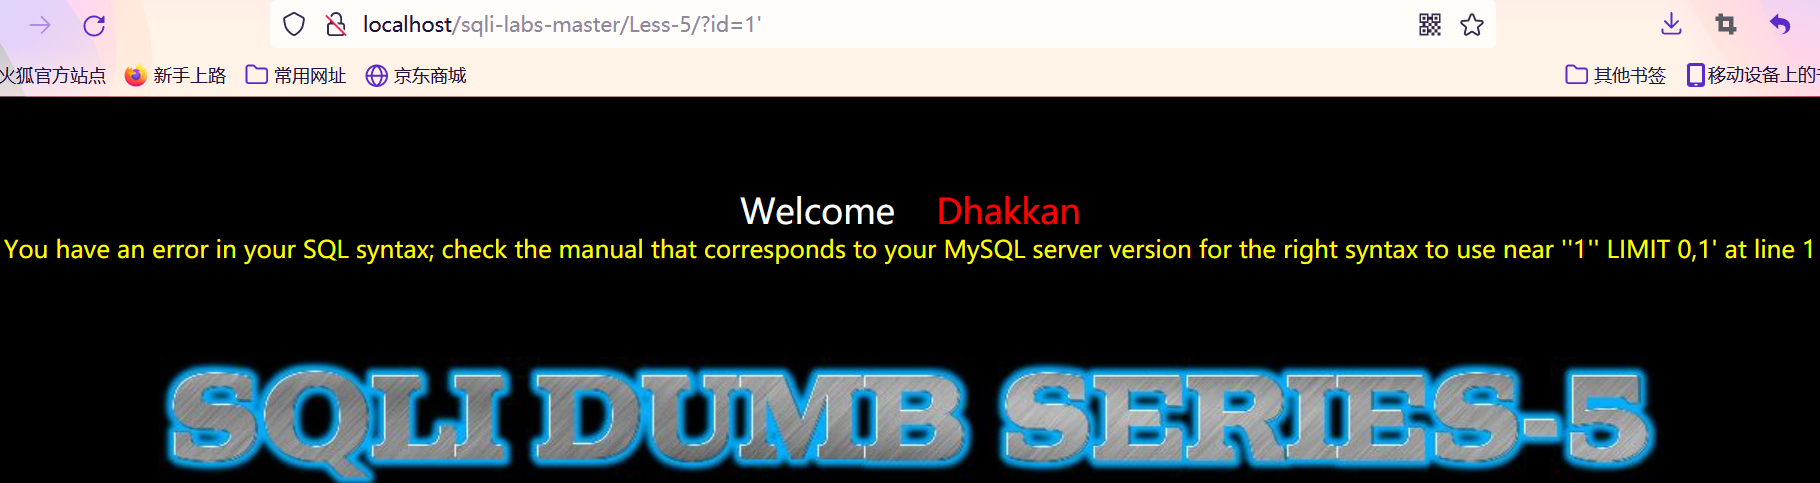 localhost/sqli-labs-master/Less-5/?id=1'
火狐官方站点 新手上路 常用网址 京东商城 其他书签 移动设备上的
Welcome Dhakkan
You have an error in your SQL syntax; check the manual that corresponds to your MySQL server version for the right syntax to use near ''1'' LIMIT 0,1' at line 1
SQLI DUMB SERIES-5